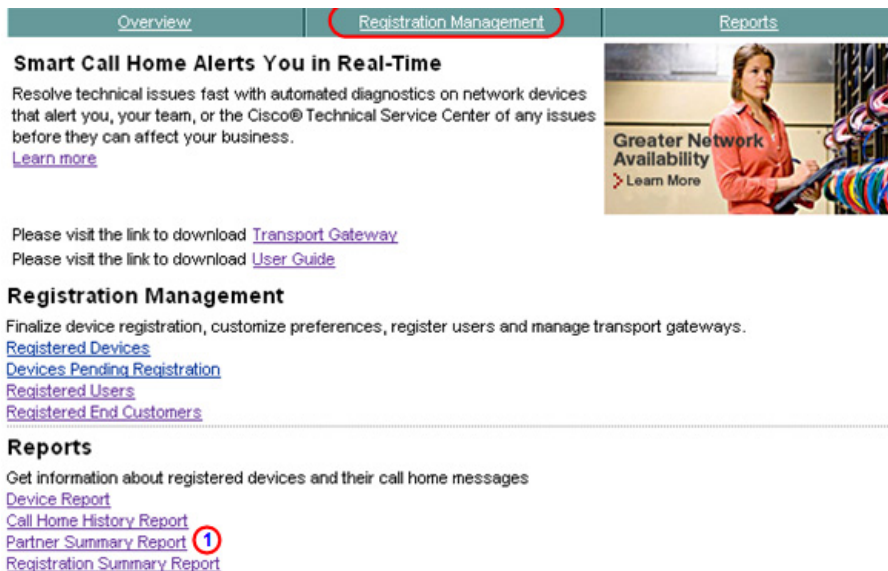 Overview
Registration Management
Reports
Smart Call Home Alerts You in Real-Time
Resolve technical issues fast with automated diagnostics on network devices
that alert you, your team, or the Cisco® Technical Service Center of any issues
before they can affect your business.
Learn more
Greater Network
Availability
Learn More
Please visit the link to download Transport Gateway
Please visit the link to download User Guide
Registration Management
Finalize device registration, customize preferences, register users and manage transport gateways.
Registered Devices
Devices Pending Registration
Registered Users
Registered End Customers
Reports
Get information about registered devices and their call home messages
Device Report
Call Home History Report
Partner Summary Report 1
Registration Summary Report